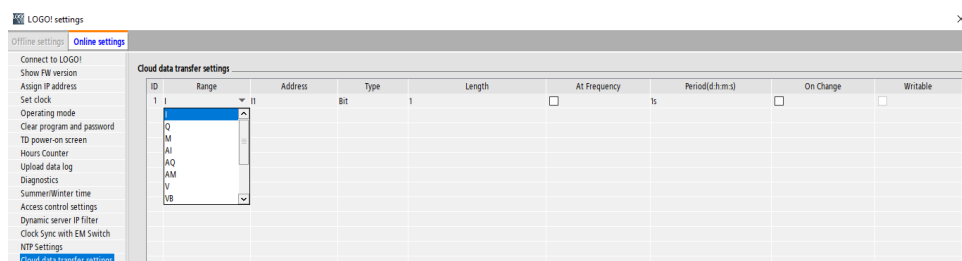 LOGO! settings
Offline settings Online settings
Connect to LOGO!
Show FW version
Assign IP address
Set clock
Operating mode
Clear program and password
TD power-on screen
Hours Counter
Upload data log
Diagnostics
Summer/Winter time
Access control settings
Dynamic server IP filter
Clock Sync with EM Switch
NTP Settings
Cloud data transfer settings
Cloud data transfer settings
ID Range Address Type Length At Frequency Period(d:h:m:s) On Change Writable
1 I I1 Bit 1 1s
I
Q
M
AI
AQ
AM
V
VB